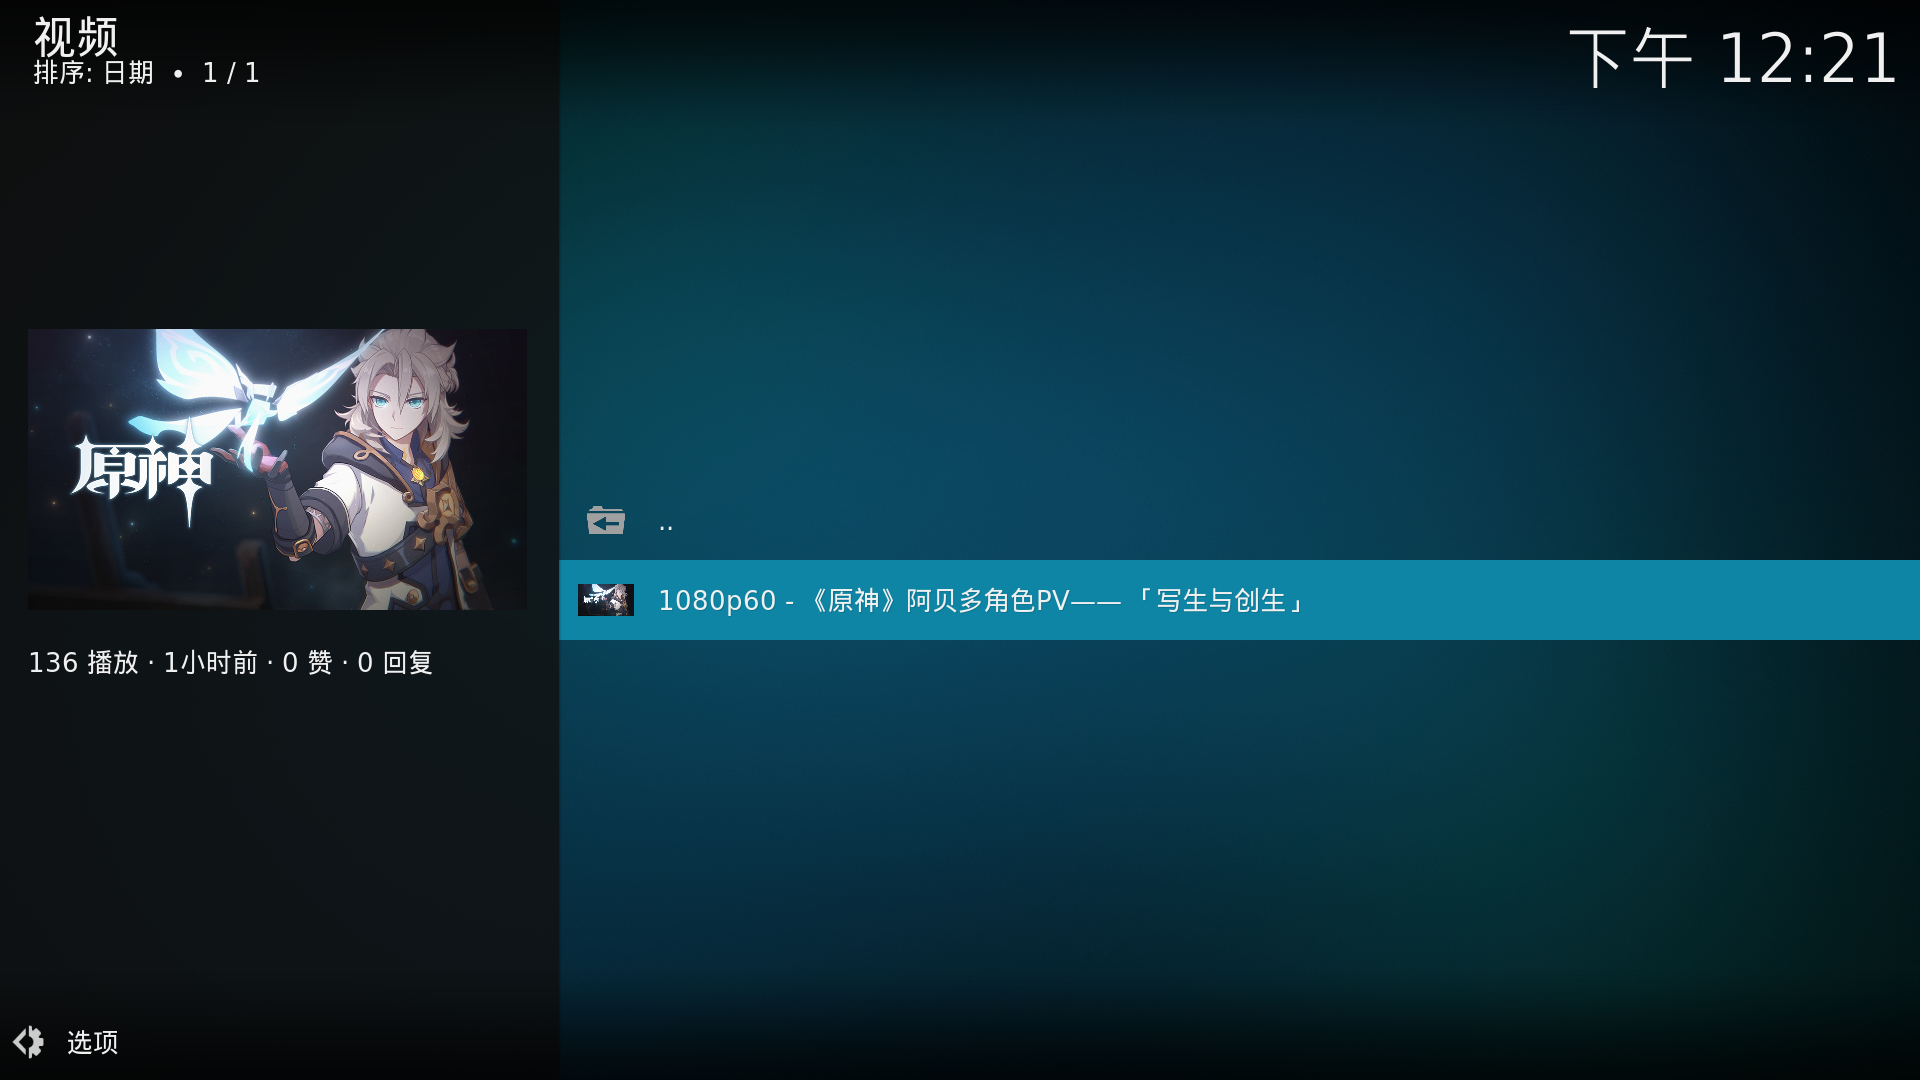 视频
排序: 日期 • 1 / 1
下午 12:21
原神
..
1080p60 - 《原神》阿贝多角色PV—— 「写生与创生」
136 播放 · 1小时前 · 0 赞 · 0 回复
选项